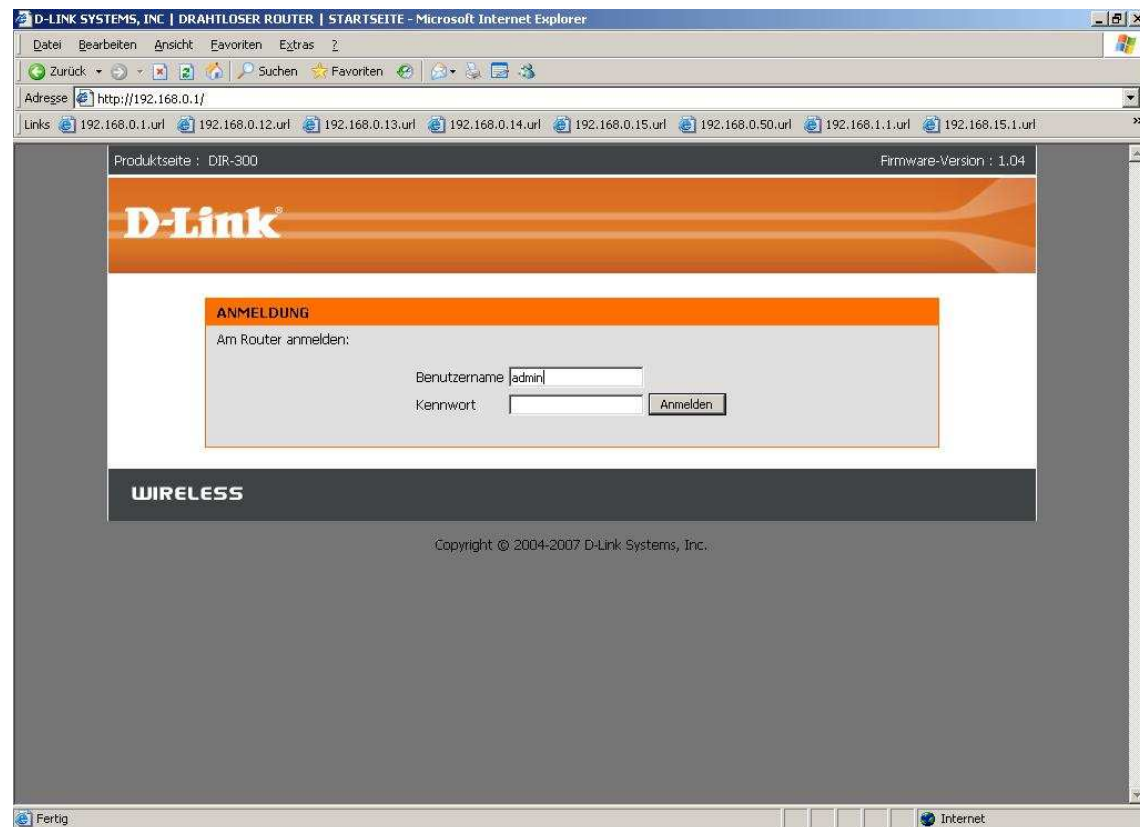 D-LINK SYSTEMS, INC | DRAHTLOSER ROUTER | STARTSEITE - Microsoft Internet Explorer
Datei Bearbeiten Ansicht Favoriten Extras ?
Zurück Suchen Favoriten
Adresse http://192.168.0.1/
Links 192.168.0.1.url 192.168.0.12.url 192.168.0.13.url 192.168.0.14.url 192.168.0.15.url 192.168.0.50.url 192.168.1.1.url 192.168.15.1.url »
Produktseite : DIR-300 Firmware-Version : 1.04
D-Link®
ANMELDUNG
Am Router anmelden:
Benutzername admin
Kennwort Anmelden
WIRELESS
Copyright © 2004-2007 D-Link Systems, Inc.
Fertig Internet